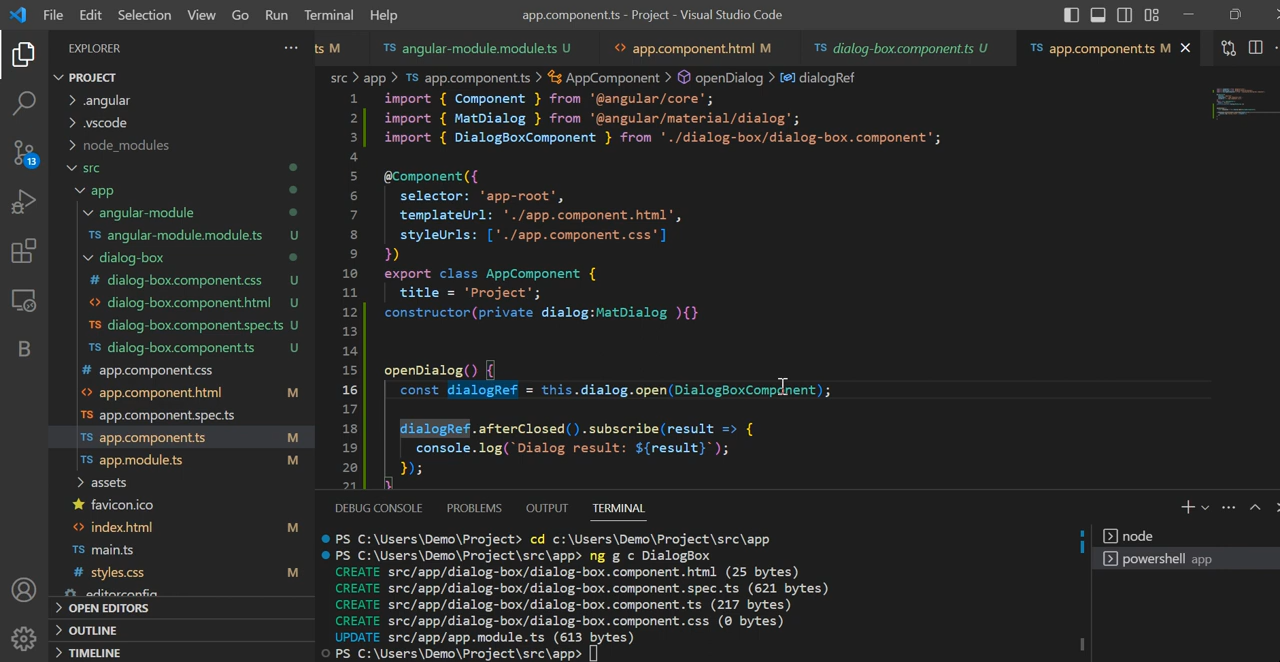 File Edit Selection View Go Run Terminal Help app.component.ts - Project - Visual Studio Code
EXPLORER
ts M angular-module.module.ts U app.component.html M dialog-box.component.ts U app.component.ts M
PROJECT
.angular
.vscode
node_modules
src
app
angular-module
angular-module.module.ts U
dialog-box
dialog-box.component.css U
dialog-box.component.html U
dialog-box.component.spec.ts U
dialog-box.component.ts U
app.component.css
app.component.html M
app.component.spec.ts
app.component.ts M
app.module.ts M
assets
favicon.ico
index.html M
main.ts
styles.css M
.editorconfig
OPEN EDITORS
OUTLINE
TIMELINE
13
B
src > app > TS app.component.ts > AppComponent > openDialog > dialogRef
1 import { Component } from '@angular/core';
2 import { MatDialog } from '@angular/material/dialog';
3 import { DialogBoxComponent } from './dialog-box/dialog-box.component';
4
5 @Component({
6 selector: 'app-root',
7 templateUrl: './app.component.html',
8 styleUrls: ['./app.component.css']
9 })
10 export class AppComponent {
11 title = 'Project';
12 constructor(private dialog:MatDialog ){}
13
14
15 openDialog() {
16 const dialogRef = this.dialog.open(DialogBoxComponent);
17
18 dialogRef.afterClosed().subscribe(result => {
19 console.log(`Dialog result: ${result}`);
20 });
21 }
DEBUG CONSOLE PROBLEMS OUTPUT TERMINAL
PS C:\Users\Demo\Project> cd c:\Users\Demo\Project\src\app
PS C:\Users\Demo\Project\src\app> ng g c DialogBox
CREATE src/app/dialog-box/dialog-box.component.html (25 bytes)
CREATE src/app/dialog-box/dialog-box.component.spec.ts (621 bytes)
CREATE src/app/dialog-box/dialog-box.component.ts (217 bytes)
CREATE src/app/dialog-box/dialog-box.component.css (0 bytes)
UPDATE src/app/app.module.ts (613 bytes)
PS C:\Users\Demo\Project\src\app>
node
powershell app